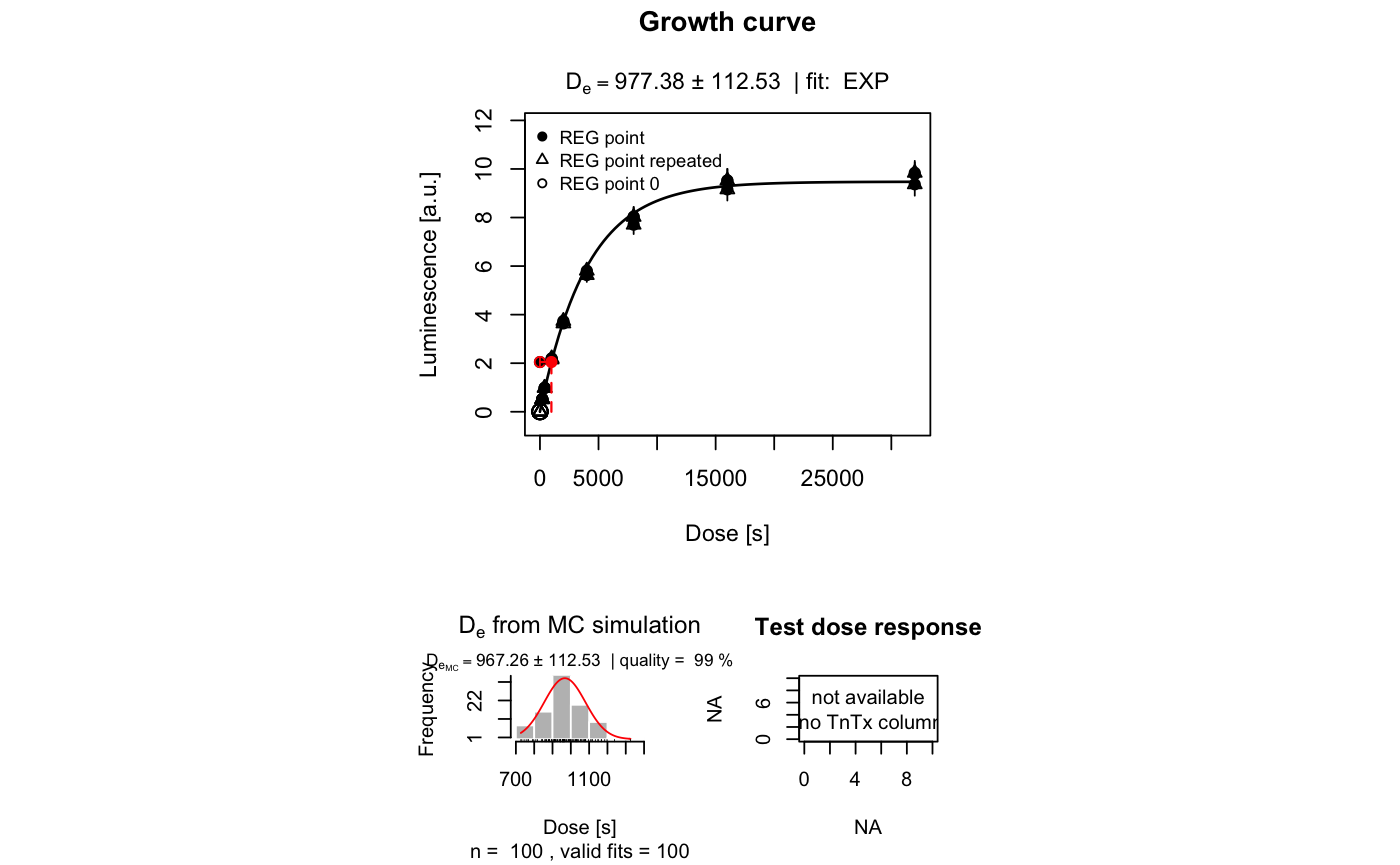 Growth curve
De = 977.38 ± 112.53 | fit: EXP
12
10
8
6
4
2
0
Luminescence [a.u.]
REG point
REG point repeated
REG point 0
0 5000 15000 25000
Dose [s]
De from MC simulation
DeMC = 967.26 ± 112.53 | quality = 99 %
Frequency
22
1
700 1100
Dose [s]
n = 100 , valid fits = 100
Test dose response
NA
6
0
not available
no TnTx column
0 4 8
NA